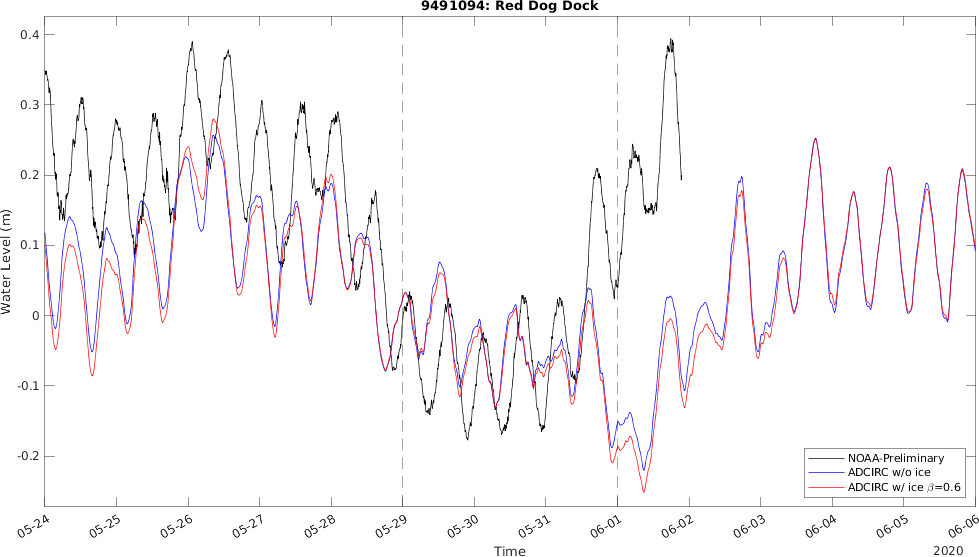 9491094: Red Dog Dock
Water Level (m)
0.4
0.3
0.2
0.1
0
-0.1
-0.2
NOAA-Preliminary
ADCIRC w/o ice
ADCIRC w/ ice β=0.6
05-24 05-25 05-26 05-27 05-28 05-29 05-30 05-31 06-01 06-02 06-03 06-04 06-05 06-06
Time
2020